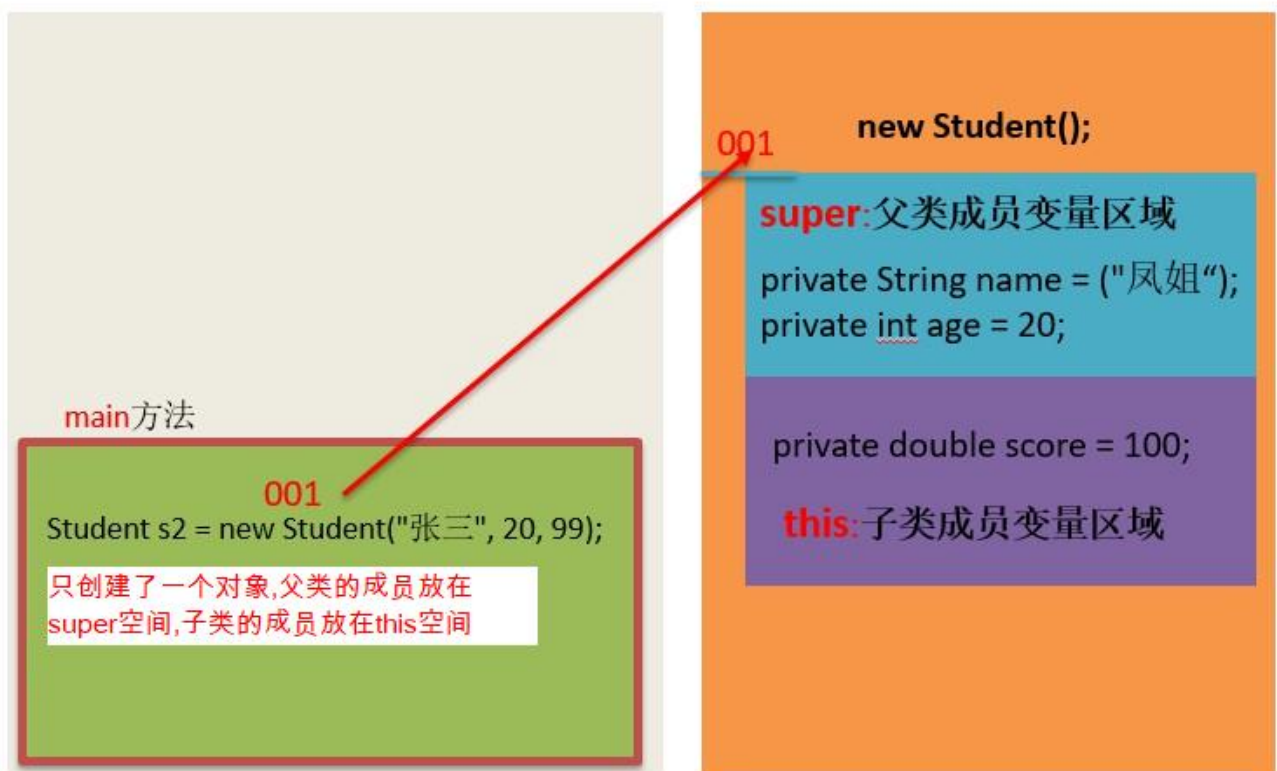 main方法
001
Student s2 = new Student("张三", 20, 99);
只创建了一个对象,父类的成员放在
super空间,子类的成员放在this空间
001
new Student();
super:父类成员变量区域
private String name = ("凤姐“);
private int age = 20;
private double score = 100;
this:子类成员变量区域